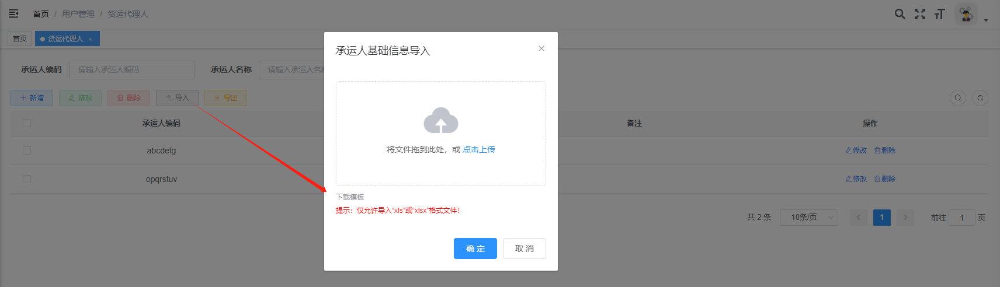 首页 / 用户管理 / 货运代理人
首页 货运代理人 ×
承运人编码 请输入承运人编码 承运人名称 请输入承运人名称
新增 修改 删除 导入 导出
承运人编码 备注 操作
abcdefg 修改 删除
opqrstuv 修改 删除
共 2 条 10条/页 1 前往 1 页
承运人基础信息导入
将文件拖到此处，或 点击上传
下载模板
提示：仅允许导入“xls”或“xlsx”格式文件！
确 定 取 消